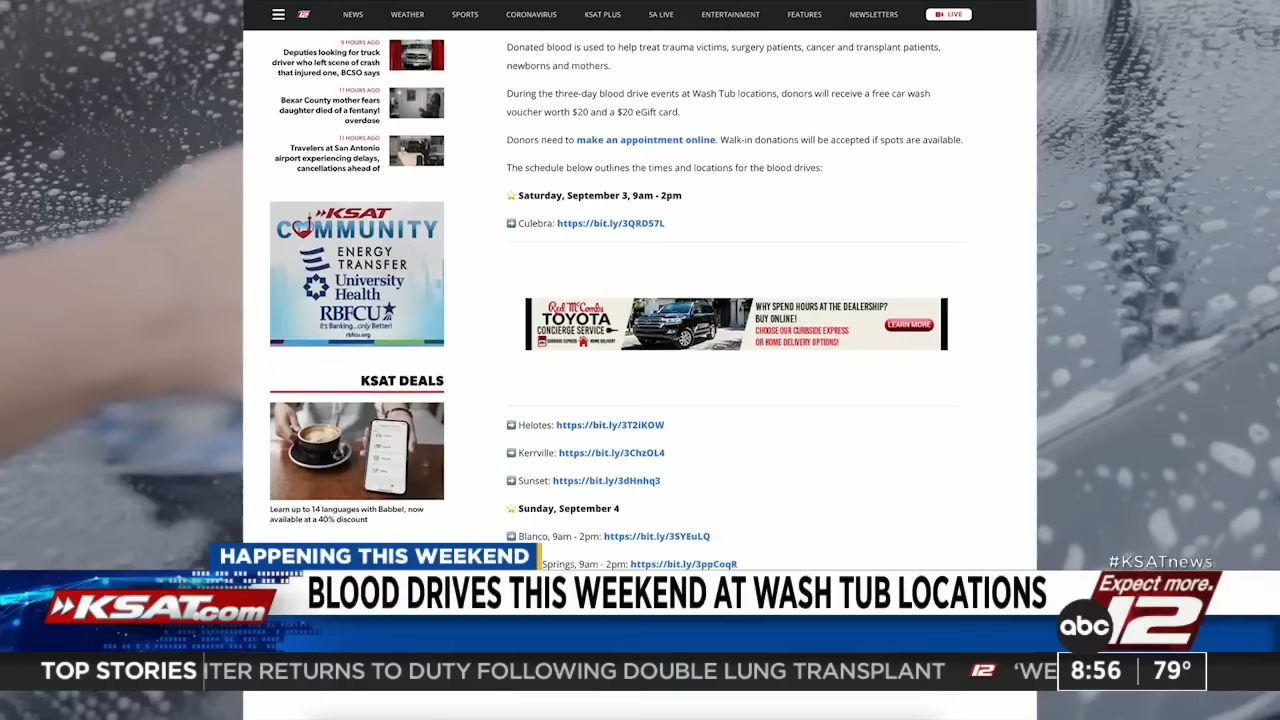 NEWS WEATHER SPORTS CORONAVIRUS KSAT PLUS SA LIVE ENTERTAINMENT FEATURES NEWSLETTERS LIVE
9 HOURS AGO
Deputies looking for truck
driver who left scene of crash
that injured one, BCSO says
11 HOURS AGO
Bexar County mother fears
daughter died of a fentanyl
overdose
11 HOURS AGO
Travelers at San Antonio
airport experiencing delays,
cancellations ahead of
KSAT
COMMUNITY
ENERGY
TRANSFER
University
Health
RBFCU
It's Banking...only Better!
rbfcu.org
KSAT DEALS
Learn up to 14 languages with Babbel, now
available at a 40% discount
Donated blood is used to help treat trauma victims, surgery patients, cancer and transplant patients,
newborns and mothers.
During the three-day blood drive events at Wash Tub locations, donors will receive a free car wash
voucher worth $20 and a $20 eGift card.
Donors need to make an appointment online. Walk-in donations will be accepted if spots are available.
The schedule below outlines the times and locations for the blood drives:
Saturday, September 3, 9am - 2pm
Culebra: https://bit.ly/3QRD57L
Red McCombs
TOYOTA
CONCIERGE SERVICE
CURBSIDE EXPRESS HOME DELIVERY
WHY SPEND HOURS AT THE DEALERSHIP?
BUY ONLINE!
CHOOSE OUR CURBSIDE EXPRESS
OR HOME DELIVERY OPTIONS!
LEARN MORE
Helotes: https://bit.ly/3T2iKOW
Kerrville: https://bit.ly/3ChzOL4
Sunset: https://bit.ly/3dHnhq3
Sunday, September 4
Blanco, 9am - 2pm: https://bit.ly/3SYEuLQ
Springs, 9am - 2pm: https://bit.ly/3ppCoqR
HAPPENING THIS WEEKEND
BLOOD DRIVES THIS WEEKEND AT WASH TUB LOCATIONS
KSAT.com
#KSATnews
Expect more.
abc 12
TOP STORIES ITER RETURNS TO DUTY FOLLOWING DOUBLE LUNG TRANSPLANT 12 'WE
8:56 79°